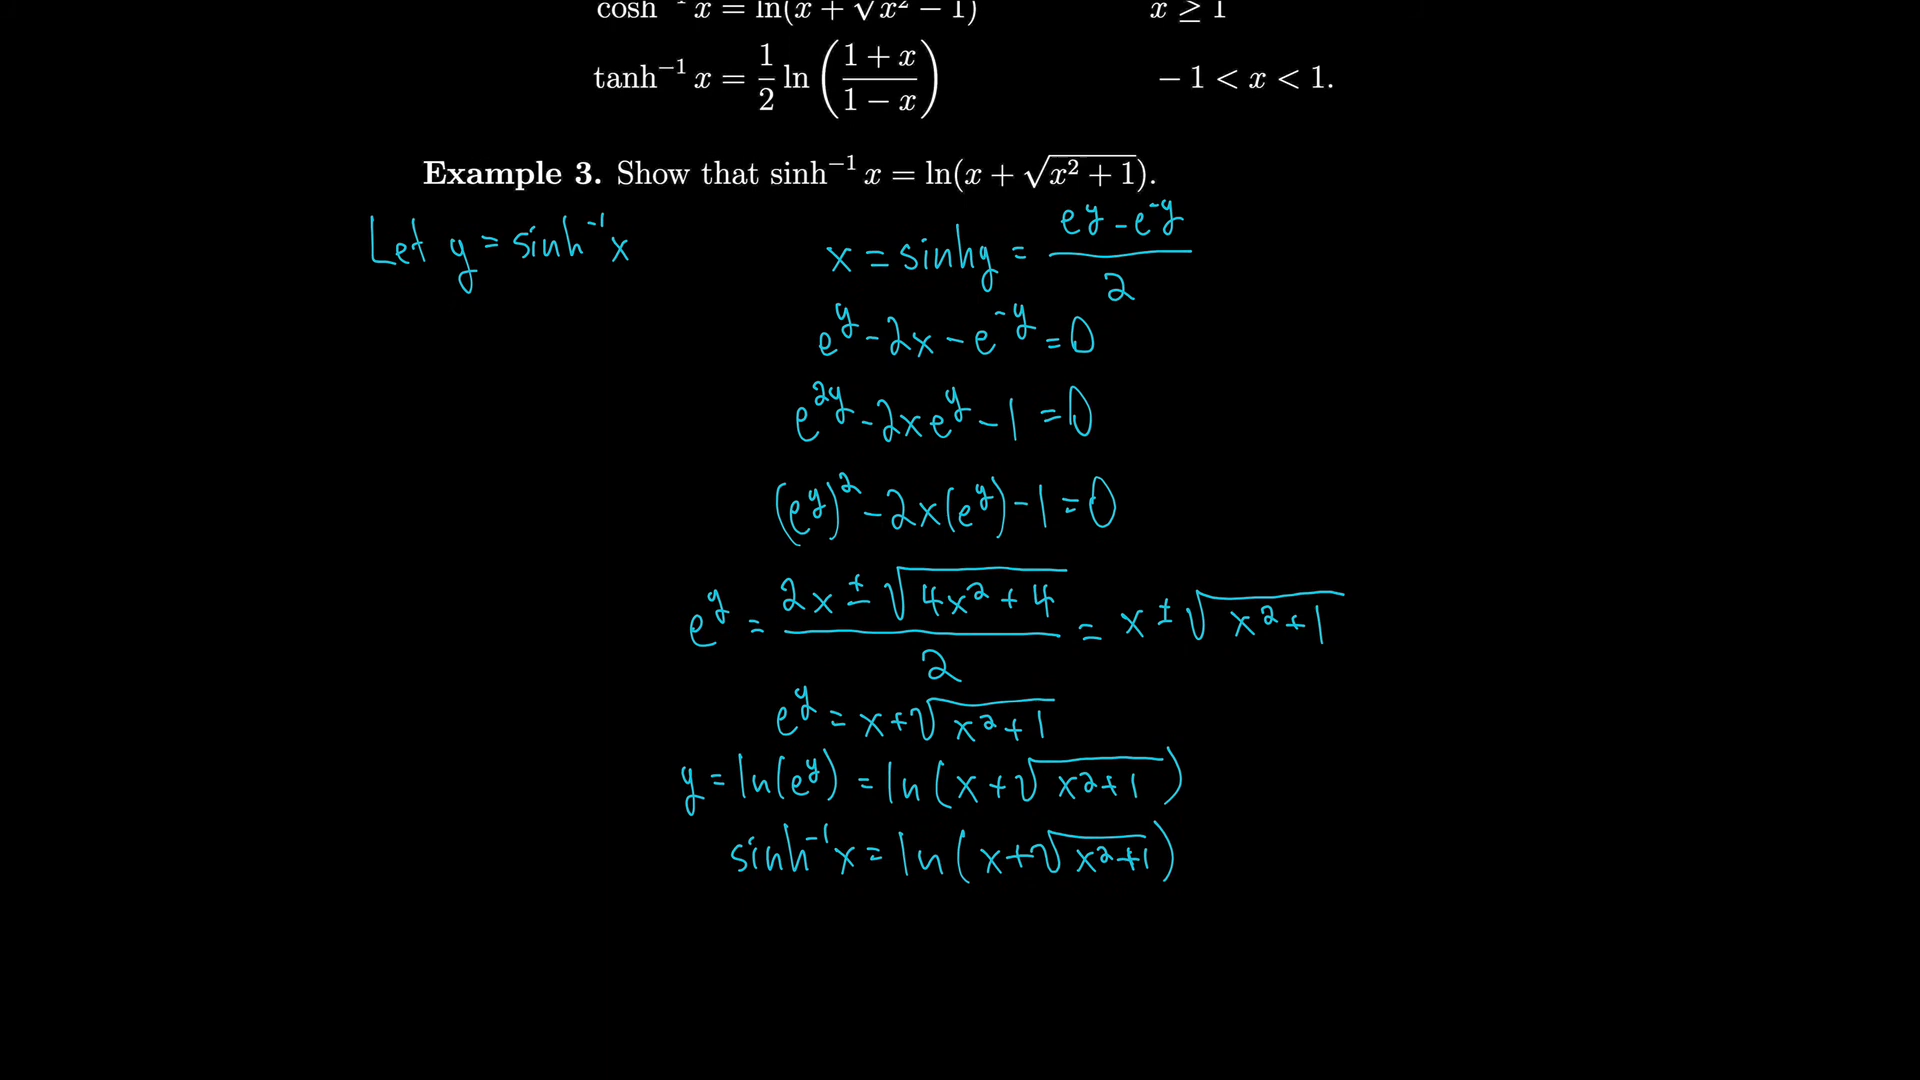 cosh⁻¹ x = ln(x + √(x² − 1)) x ≥ 1
tanh⁻¹ x = 1/2 ln((1 + x)/(1 − x)) − 1 < x < 1.
Example 3. Show that sinh⁻¹ x = ln(x + √(x² + 1)).
Let y = sinh⁻¹x x = sinhy = (eʸ - e⁻ʸ)/2
eʸ - 2x - e⁻ʸ = 0
e²ʸ - 2xeʸ - 1 = 0
(eʸ)² - 2x(eʸ) - 1 = 0
eʸ = (2x ± √(4x² + 4))/2 = x ± √(x² + 1)
eʸ = x + √(x² + 1)
y = ln(eʸ) = ln(x + √(x² + 1))
sinh⁻¹x = ln(x + √(x² + 1))